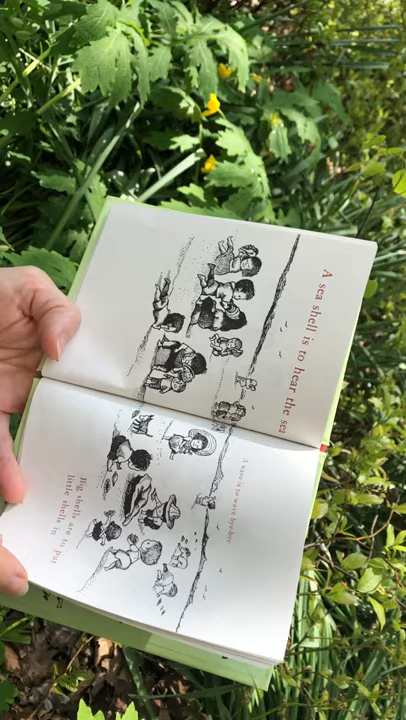 A sea shell is to hear the sea
A wave is to wave bye-bye
Big shells are to put
little shells in